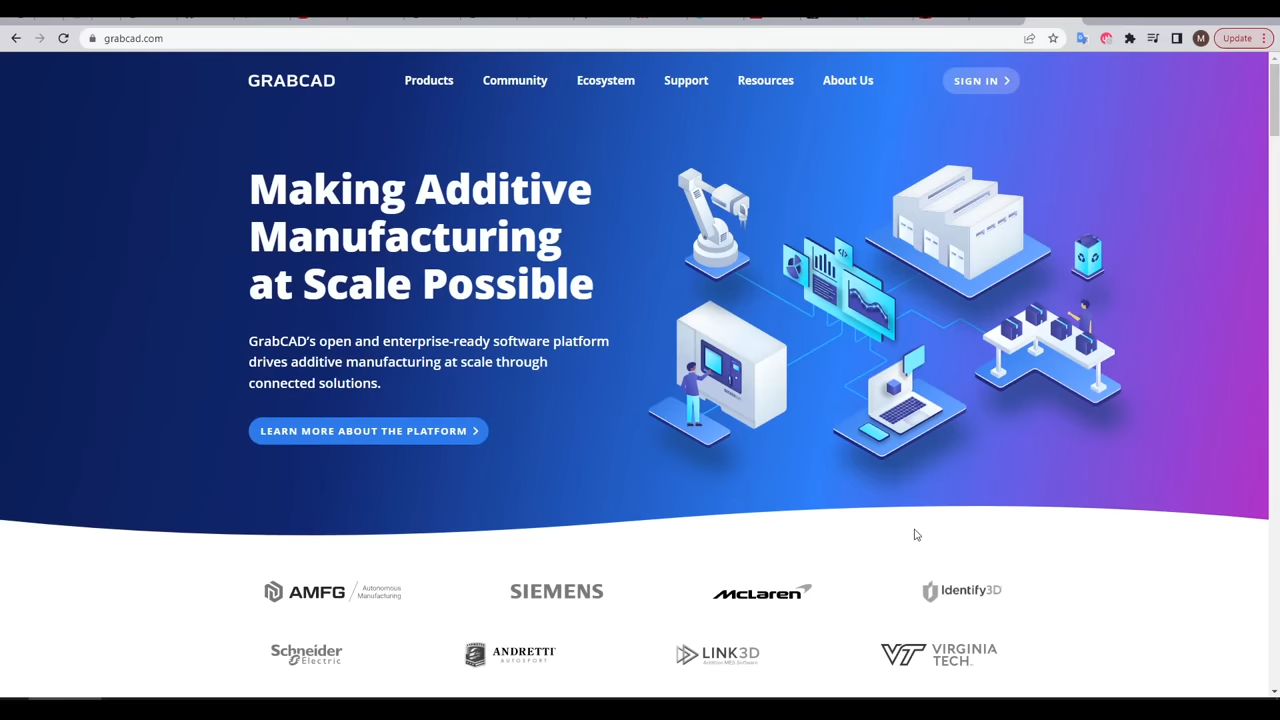 grabcad.com
M
Update
GRABCAD
Products
Community
Ecosystem
Support
Resources
About Us
SIGN IN
Making Additive
Manufacturing
at Scale Possible
GrabCAD's open and enterprise-ready software platform
drives additive manufacturing at scale through
connected solutions.
LEARN MORE ABOUT THE PLATFORM
AMFG Autonomous
Manufacturing
SIEMENS
McLaren
Identify3D
Schneider
Electric
ANDRETTI
AUTOSPORT
LINK3D
Additive MES Software
VT VIRGINIA
TECH.